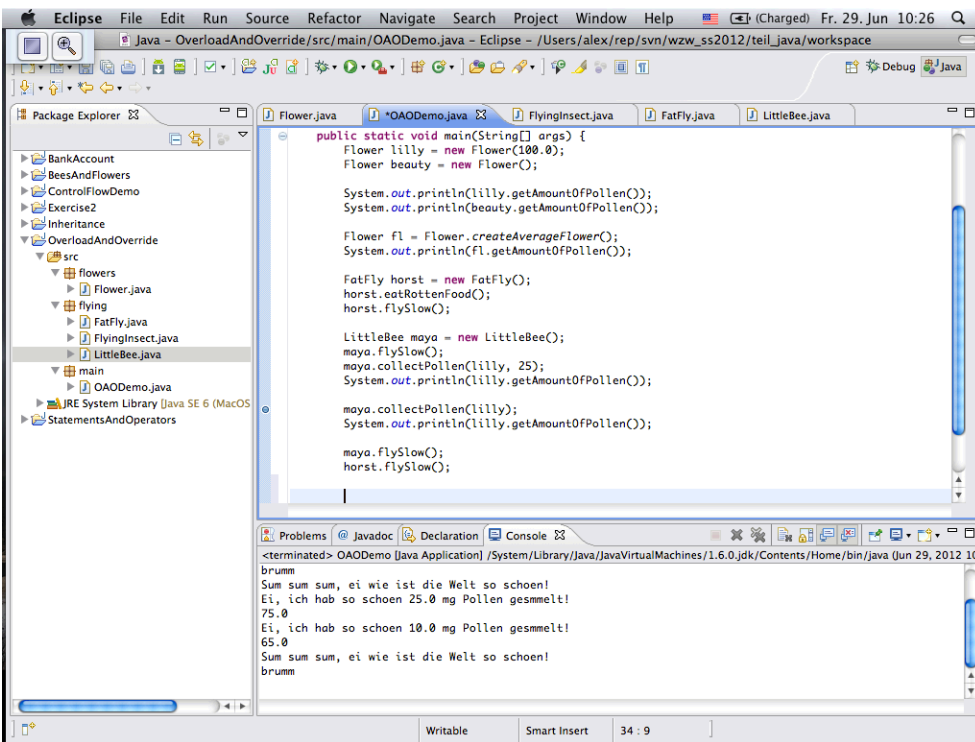 Eclipse File Edit Run Source Refactor Navigate Search Project Window Help (Charged) Fr. 29. Jun 10:26
Java – OverloadAndOverride/src/main/OAODemo.java – Eclipse – /Users/alex/rep/svn/wzw_ss2012/teil_java/workspace
Debug Java
Package Explorer
BankAccount
BeesAndFlowers
ControlFlowDemo
Exercise2
Inheritance
OverloadAndOverride
src
flowers
Flower.java
flying
FatFly.java
FlyingInsect.java
LittleBee.java
main
OAODemo.java
JRE System Library [Java SE 6 (MacOS
StatementsAndOperators
Flower.java *OAODemo.java FlyingInsect.java FatFly.java LittleBee.java
public static void main(String[] args) {
Flower lilly = new Flower(100.0);
Flower beauty = new Flower();
System.out.println(lilly.getAmountOfPollen());
System.out.println(beauty.getAmountOfPollen());
Flower fl = Flower.createAverageFlower();
System.out.println(fl.getAmountOfPollen());
FatFly horst = new FatFly();
horst.eatRottenFood();
horst.flySlow();
LittleBee maya = new LittleBee();
maya.flySlow();
maya.collectPollen(lilly, 25);
System.out.println(lilly.getAmountOfPollen());
maya.collectPollen(lilly);
System.out.println(lilly.getAmountOfPollen());
maya.flySlow();
horst.flySlow();
Problems @ Javadoc Declaration Console
<terminated> OAODemo [Java Application] /System/Library/Java/JavaVirtualMachines/1.6.0.jdk/Contents/Home/bin/java (Jun 29, 2012 10
brumm
Sum sum sum, ei wie ist die Welt so schoen!
Ei, ich hab so schoen 25.0 mg Pollen gesmmelt!
75.0
Ei, ich hab so schoen 10.0 mg Pollen gesmmelt!
65.0
Sum sum sum, ei wie ist die Welt so schoen!
brumm
Writable Smart Insert 34 : 9